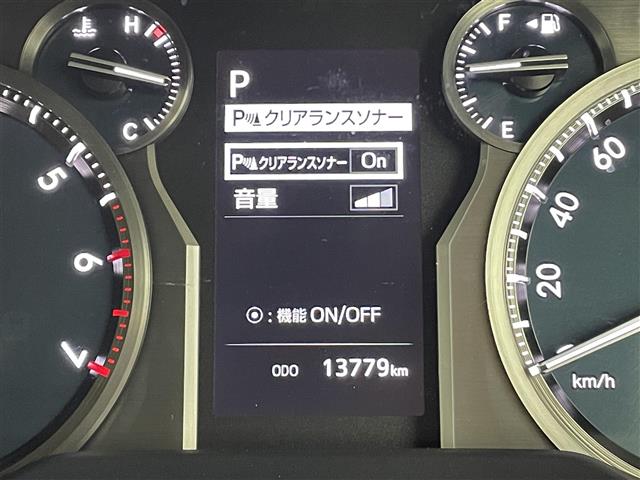 H
C
F
E
5
6
7
P
P クリアランスソナー
P クリアランスソナー On
音量
⦿:機能 ON/OFF
ODO 13779km
60
40
20
0
km/h